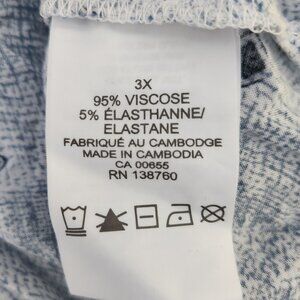 3X
95% VISCOSE
5% ÉLASTHANNE/
ELASTANE
FABRIQUÉ AU CAMBODGE
MADE IN CAMBODIA
CA 00655
RN 138760